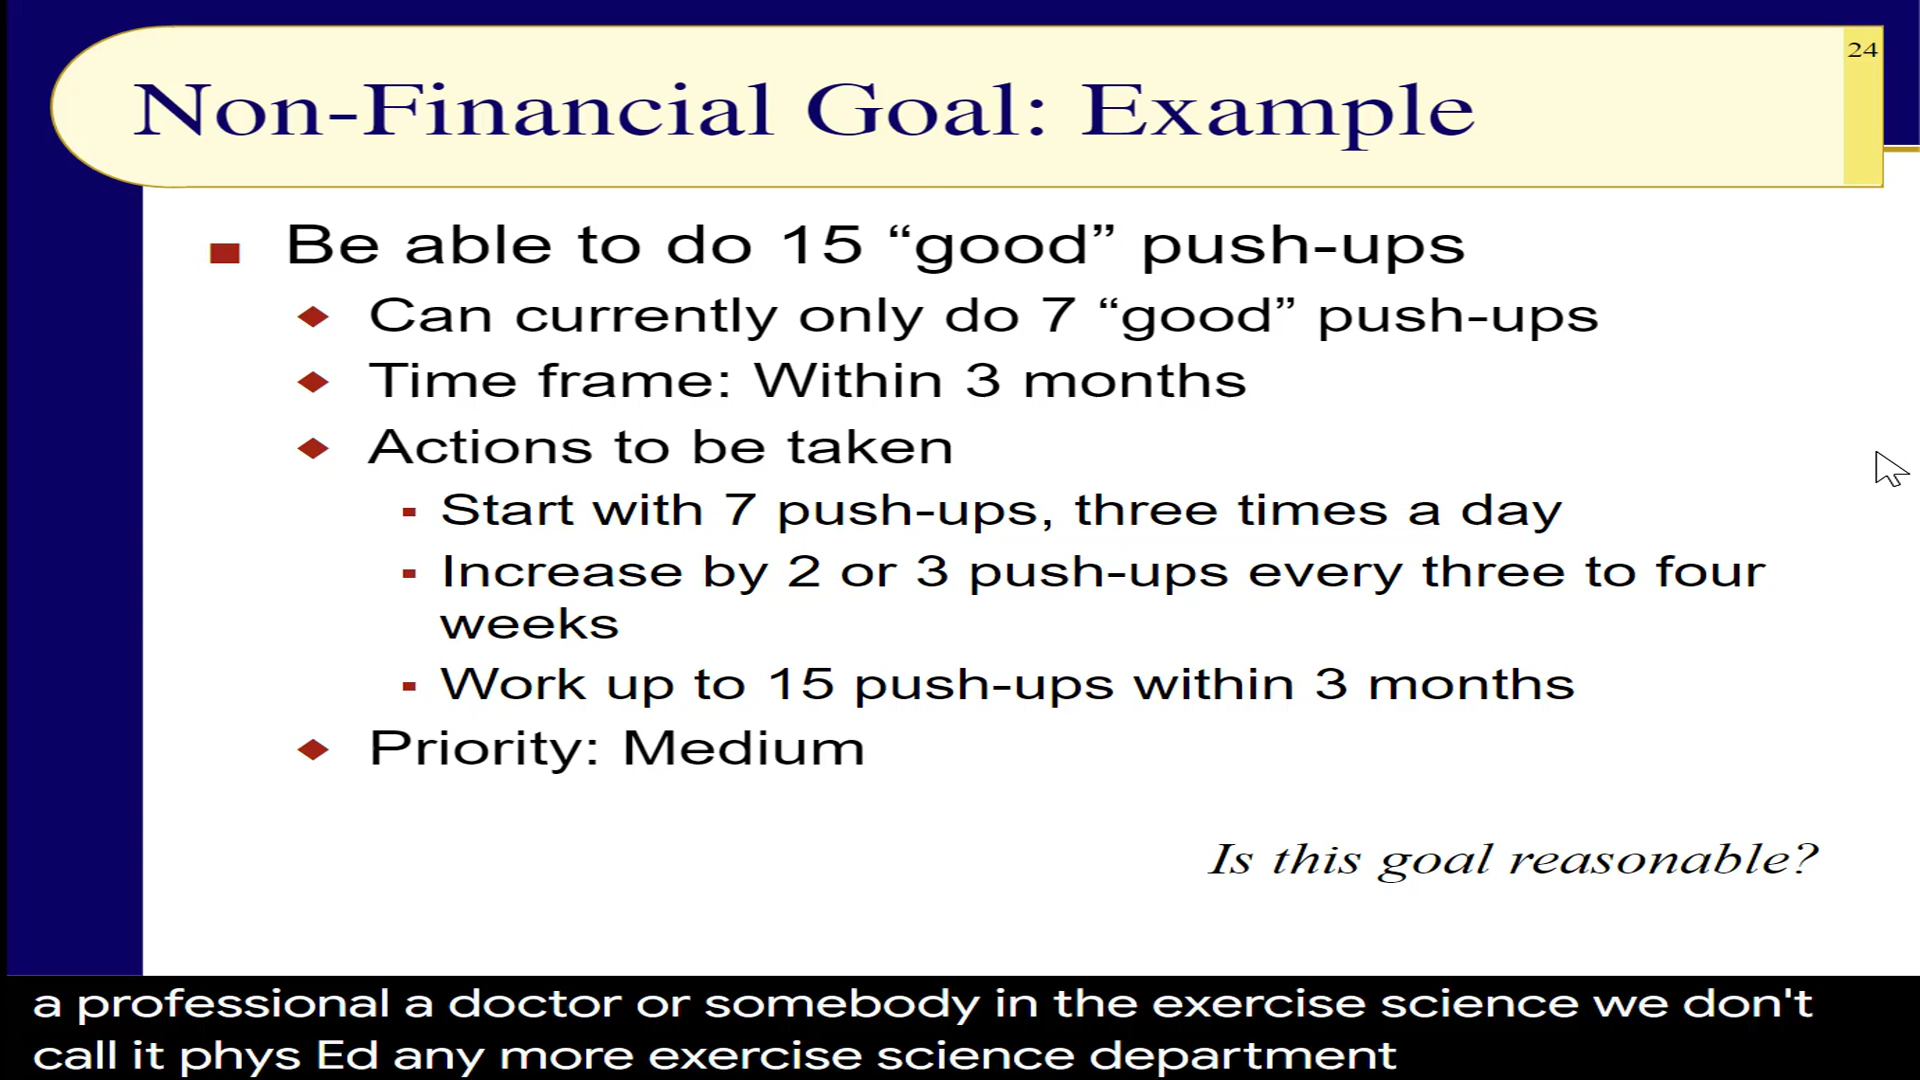 24
Non-Financial Goal: Example
Be able to do 15 “good” push-ups
Can currently only do 7 “good” push-ups
Time frame: Within 3 months
Actions to be taken
Start with 7 push-ups, three times a day
Increase by 2 or 3 push-ups every three to four
weeks
Work up to 15 push-ups within 3 months
Priority: Medium
Is this goal reasonable?
a professional a doctor or somebody in the exercise science we don't
call it phys Ed any more exercise science department